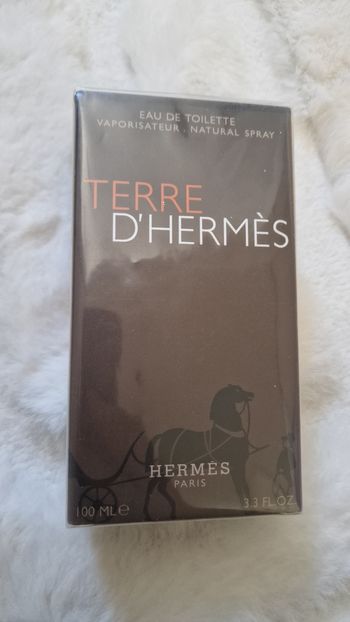 EAU DE TOILETTE
VAPORISATEUR . NATURAL SPRAY
TERRE
D'HERMÈS
HERMÈS
PARIS
100 ML℮ 3.3 FL.OZ.